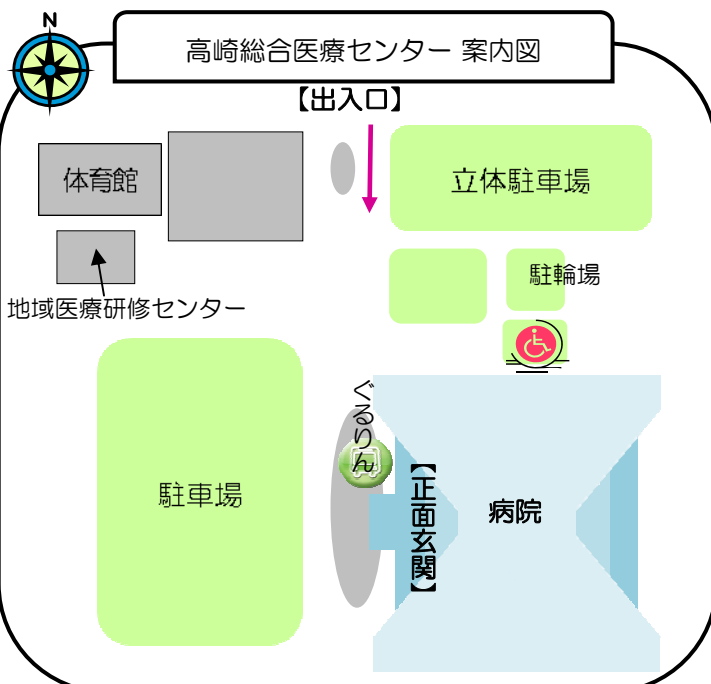 N
高崎総合医療センター 案内図
【出入口】
体育館
立体駐車場
駐輪場
地域医療研修センター
ぐるりん
駐車場
【正面玄関】
病院